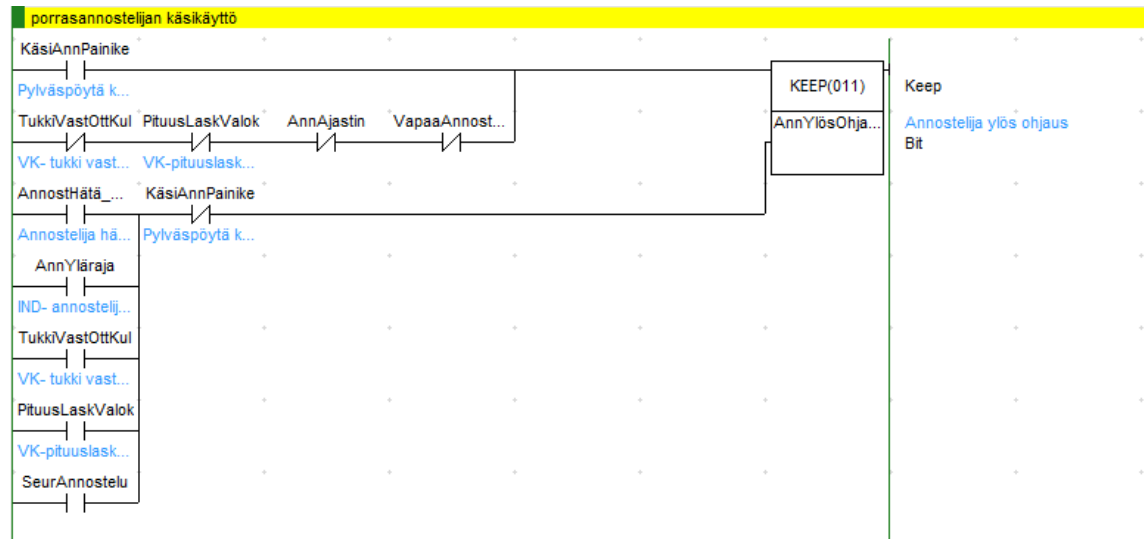 porrasannostelijan käsikäyttö
KäsiAnnPainike
Pylväspöytä k...
KEEP(011)
Keep
TukkiVastOttKul PituusLaskValok AnnAjastin VapaaAnnost...
AnnYlösOhja...
Annostelija ylös ohjaus
Bit
VK- tukki vast... VK-pituuslask...
AnnostHätä_... KäsiAnnPainike
Annostelija hä... Pylväspöytä k...
AnnYläraja
IND- annostelij...
TukkiVastOttKul
VK- tukki vast...
PituusLaskValok
VK-pituuslask...
SeurAnnostelu